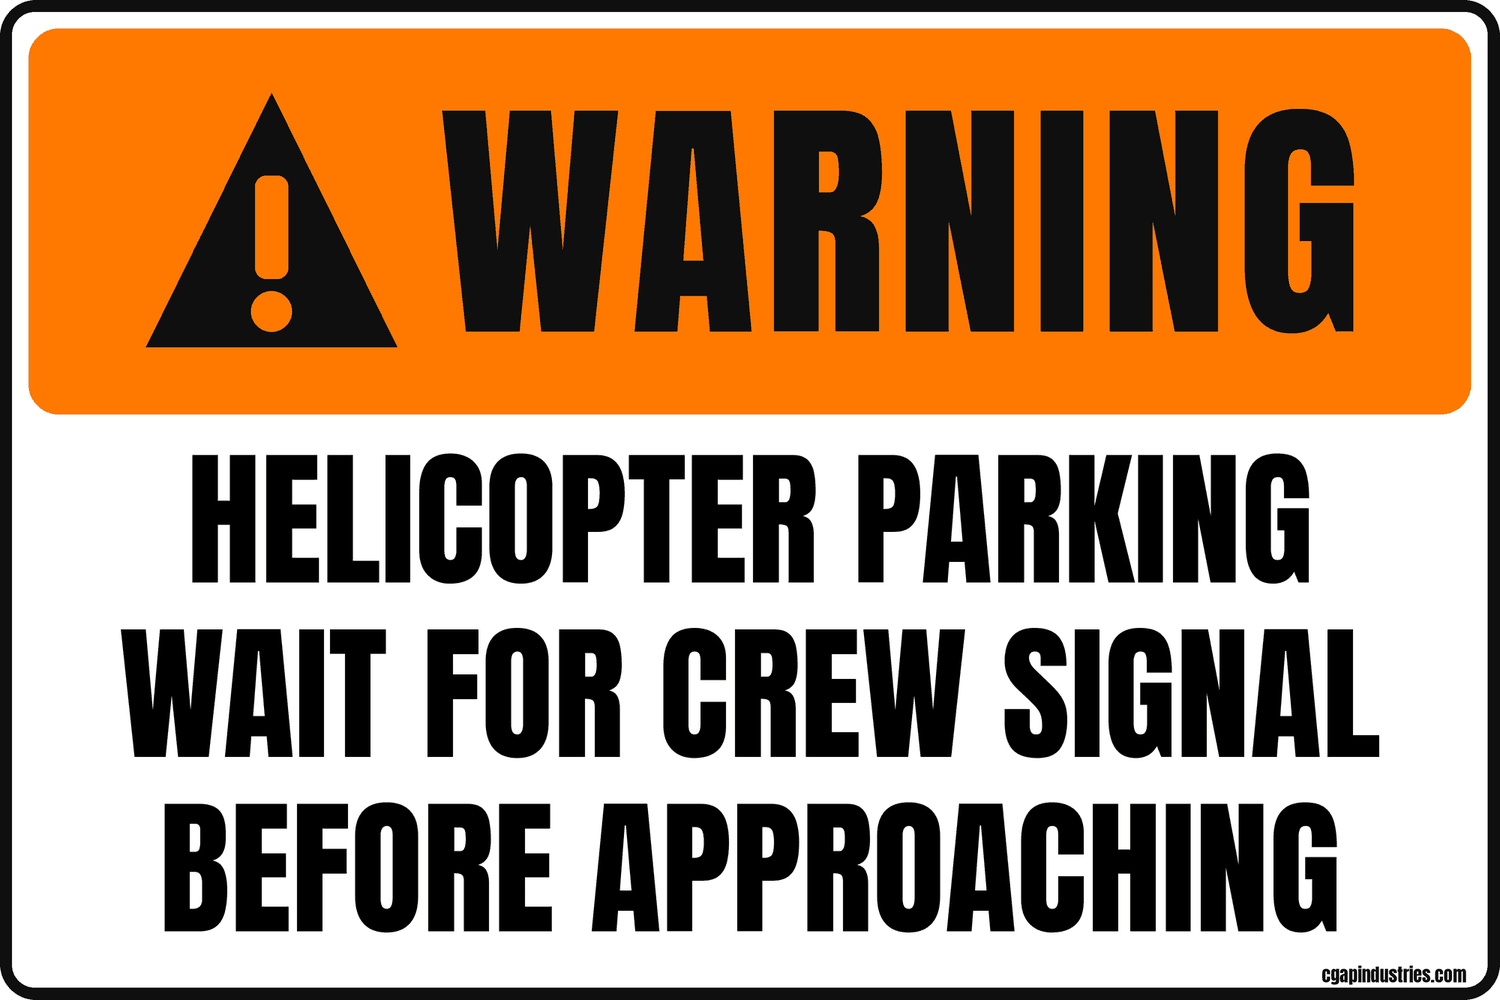 WARNING
HELICOPTER PARKING
WAIT FOR CREW SIGNAL
BEFORE APPROACHING
cgapindustries.com